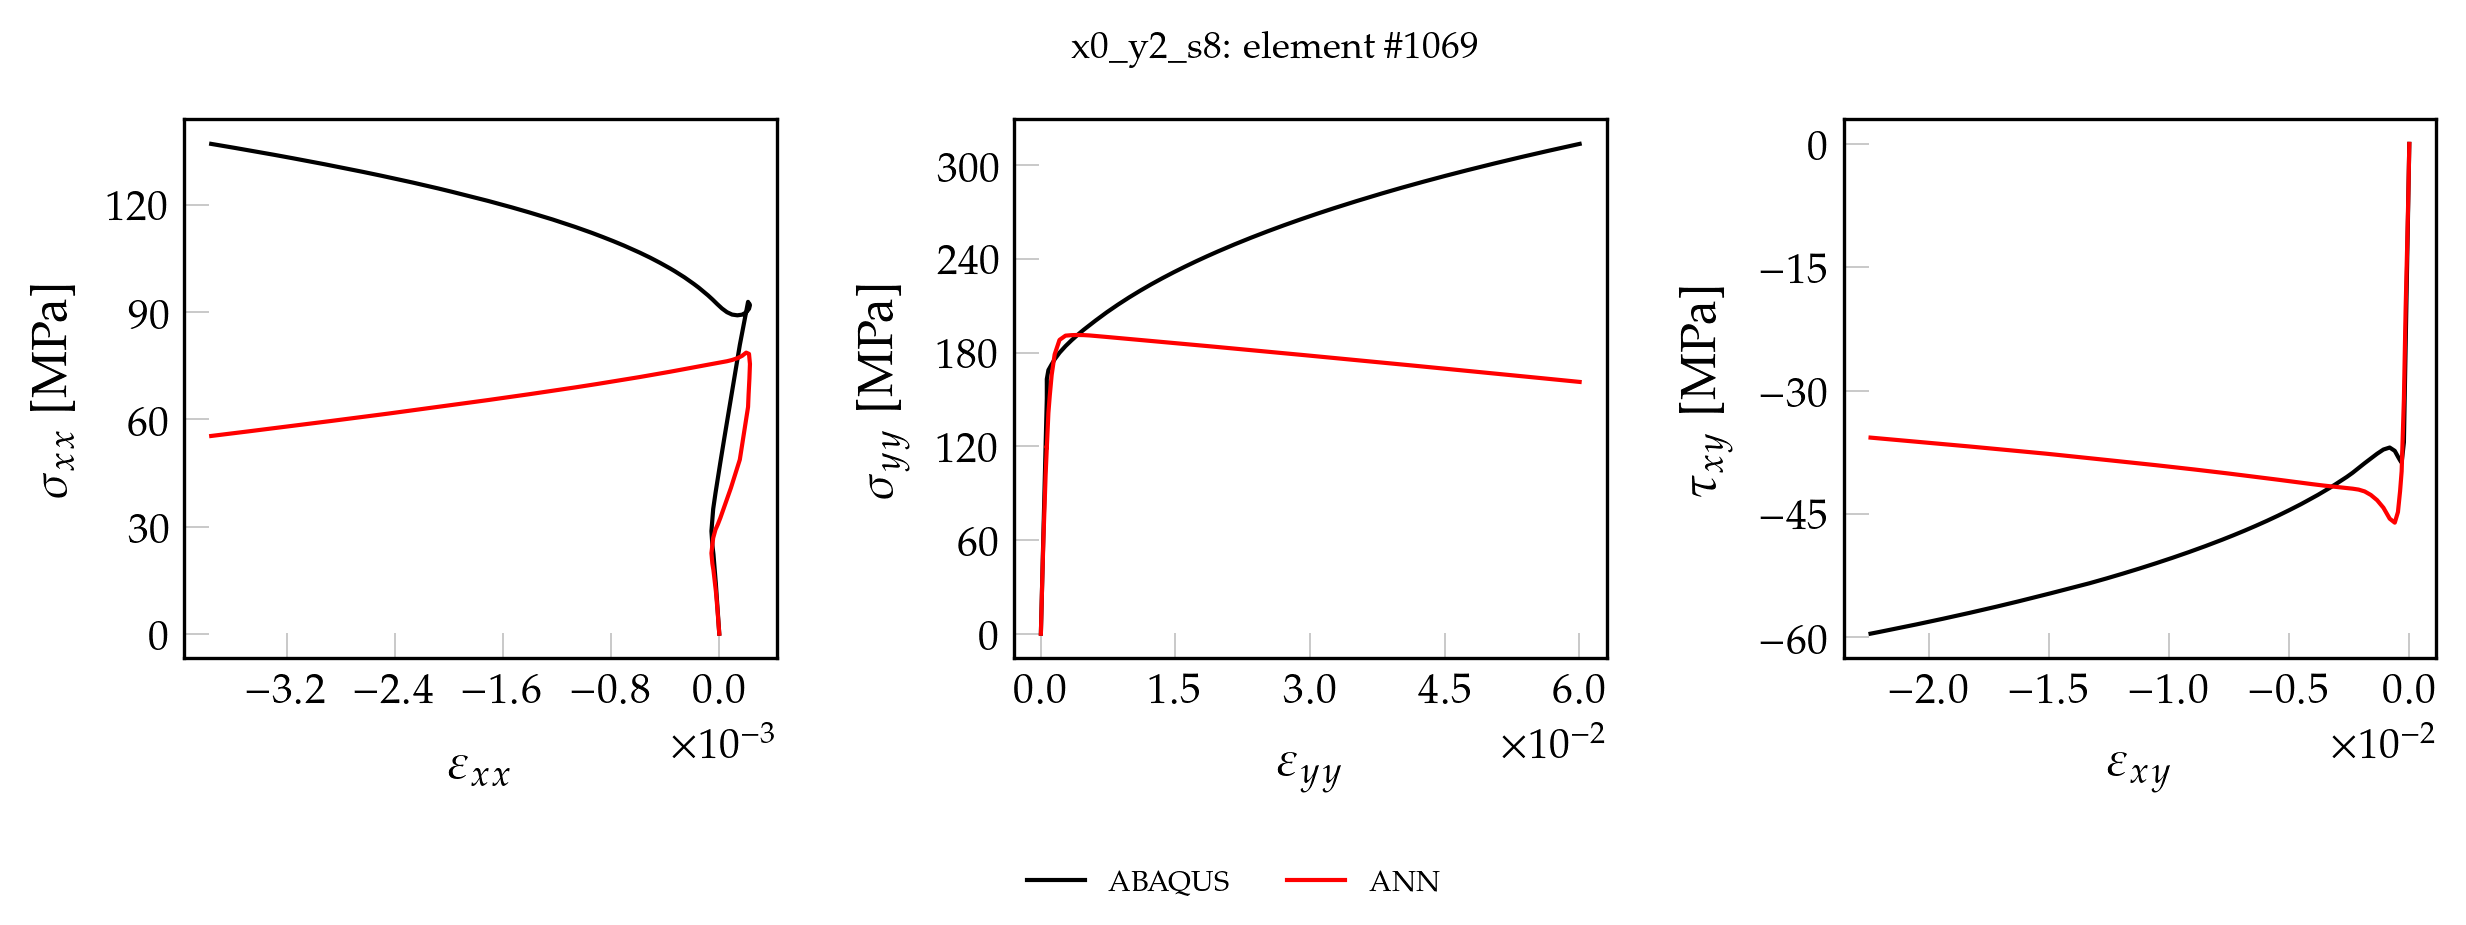 x0_y2_s8: element #1069
σxx [MPa]
120
90
60
30
0
−3.2 −2.4 −1.6 −0.8 0.0
×10−3
εxx
σyy [MPa]
300
240
180
120
60
0
0.0 1.5 3.0 4.5 6.0
×10−2
εyy
τxy [MPa]
0
−15
−30
−45
−60
−2.0 −1.5 −1.0 −0.5 0.0
×10−2
εxy
ABAQUS ANN